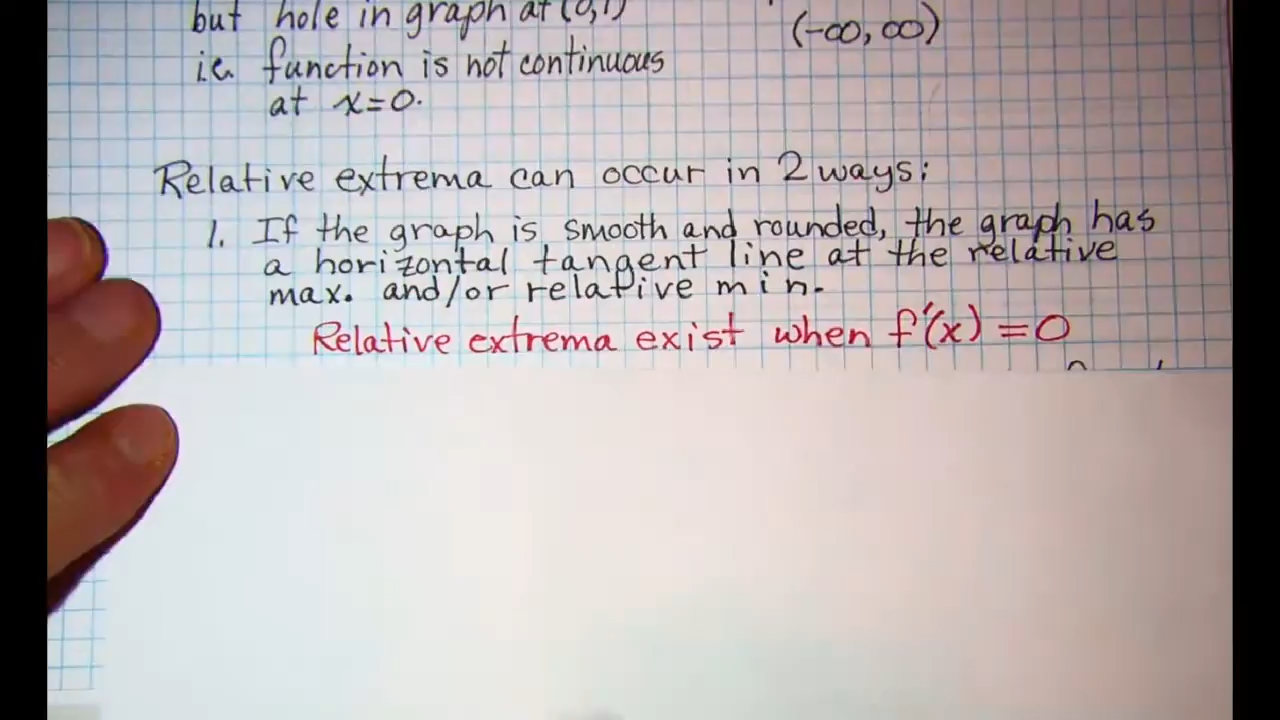 but hole in graph at (0,1)
(-∞,∞)
i.e. function is not continuous
at x=0.
Relative extrema can occur in 2 ways:
1. If the graph is smooth and rounded, the graph has
a horizontal tangent line at the relative
max. and/or relative min.
Relative extrema exist when f'(x) = 0